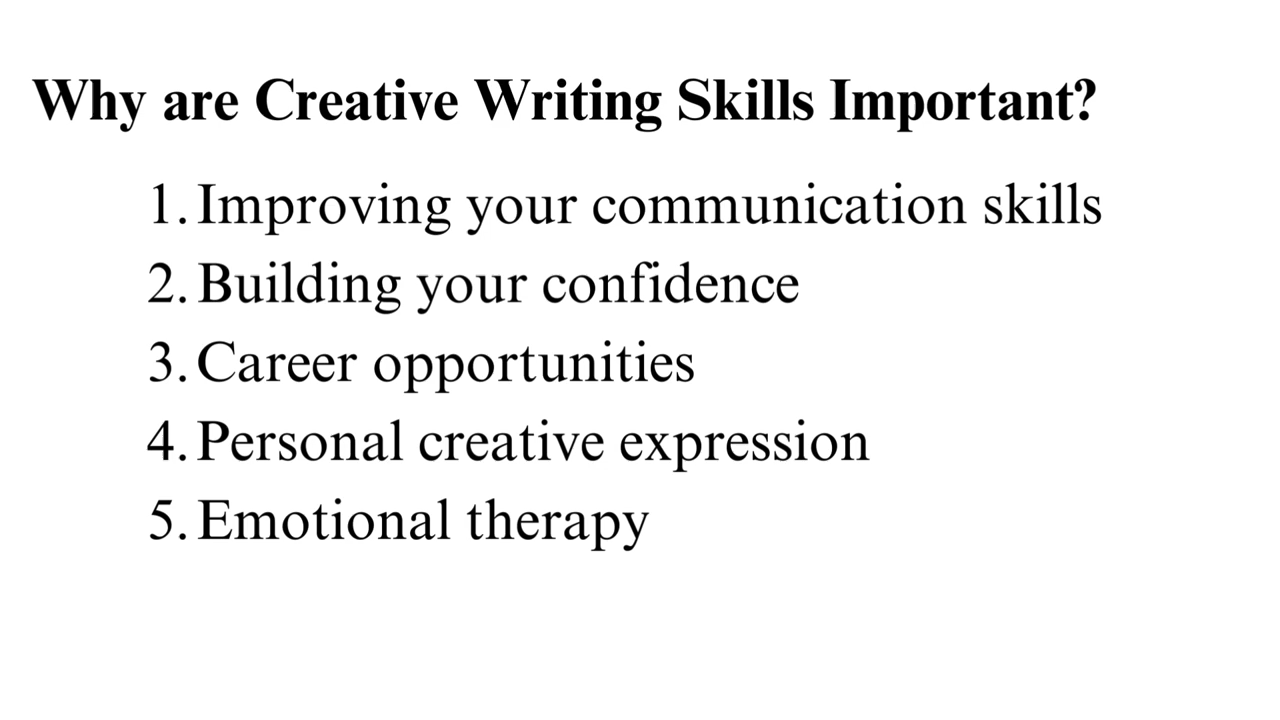 Why are Creative Writing Skills Important?
1. Improving your communication skills
2. Building your confidence
3. Career opportunities
4. Personal creative expression
5. Emotional therapy